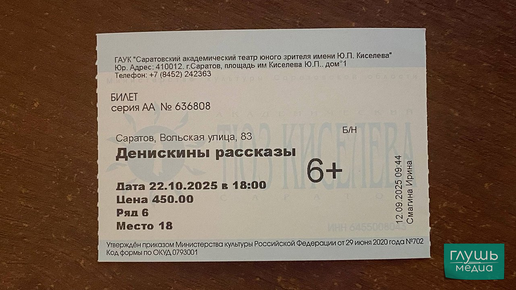 ГАУК "Саратовский академический театр юного зрителя имени Ю.П. Киселева"
Юр. Адрес: 410012. г.Саратов, площадь им Киселева Ю.П., дом"1
Телефон: +7 (8452) 242363
БИЛЕТ
серия АА № 636808
Саратов, Вольская улица, 83
Денискины рассказы
Дата 22.10.2025 в 18:00
Цена 450.00
Ряд 6
Место 18
Б/Н
6+
12.09.2025 09:44
Смагина Ирина
ТЮЗ КИСЕЛЕВА
Утверждён приказом Министерства культуры Российской Федерации от 29 июня 2020 года №702
Код формы по ОКУД 0793001
ГЛУШЬ
медиа